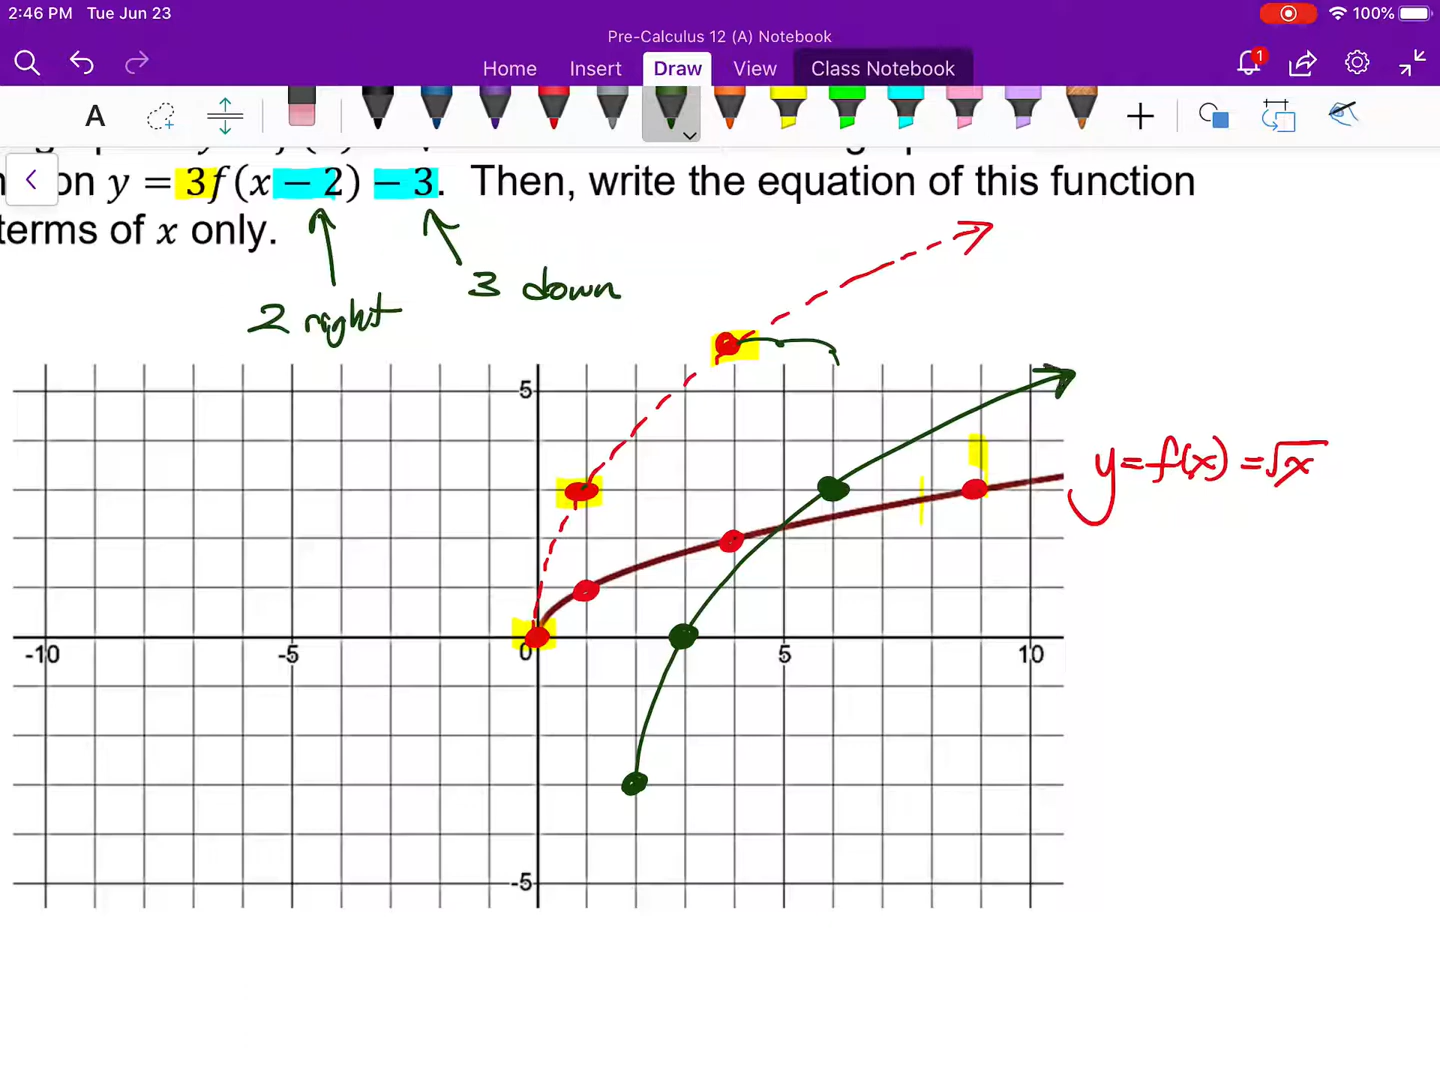 2:46 PM Tue Jun 23
100%
Pre-Calculus 12 (A) Notebook
Home Insert Draw View Class Notebook
1
A
on y = 3f(x − 2) − 3. Then, write the equation of this function
terms of x only.
2 right
3 down
5
y=f(x)=√x
-10 -5 0 5 10
-5